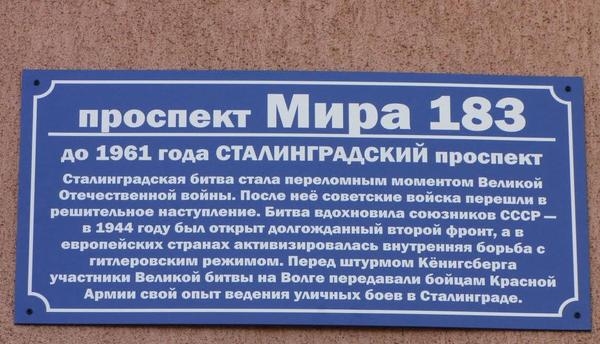 проспект Мира 183
до 1961 года СТАЛИНГРАДСКИЙ проспект
Сталинградская битва стала переломным моментом Великой
Отечественной войны. После неё советские войска перешли в
решительное наступление. Битва вдохновила союзников СССР —
в 1944 году был открыт долгожданный второй фронт, а в
европейских странах активизировалась внутренняя борьба с
гитлеровским режимом. Перед штурмом Кёнигсберга
участники Великой битвы на Волге передавали бойцам Красной
Армии свой опыт ведения уличных боев в Сталинграде.